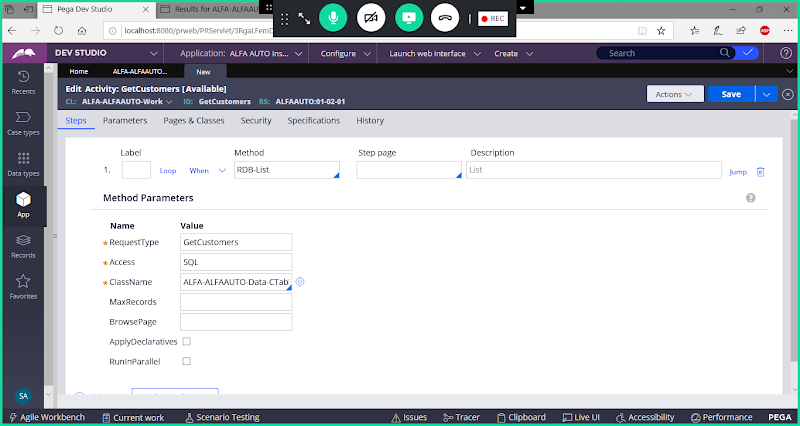 Pega Dev Studio
Results for ALFA-ALFAAUTO
REC
localhost:8080/prweb/PRServlet/3RgaLFemD
ABP
DEV STUDIO
Application: ALFA AUTO Ins...
Configure
Launch web interface
Create
Search
Home
ALFA-ALFAAUTO...
New
Edit Activity: GetCustomers [Available]
CL: ALFA-ALFAAUTO-Work ID: GetCustomers RS: ALFAAUTO:01-02-01
Actions
Save
Steps
Parameters
Pages & Classes
Security
Specifications
History
Recents
Case types
Data types
App
Records
Favorites
SA
Label
Method
Step page
Description
1.
Loop
When
RDB-List
List
Jump
Method Parameters
Name
Value
RequestType
GetCustomers
Access
SQL
ClassName
ALFA-ALFAAUTO-Data-CTab
MaxRecords
BrowsePage
ApplyDeclaratives
RunInParallel
Agile Workbench
Current work
Scenario Testing
Issues
Tracer
Clipboard
Live UI
Accessibility
Performance
PEGA